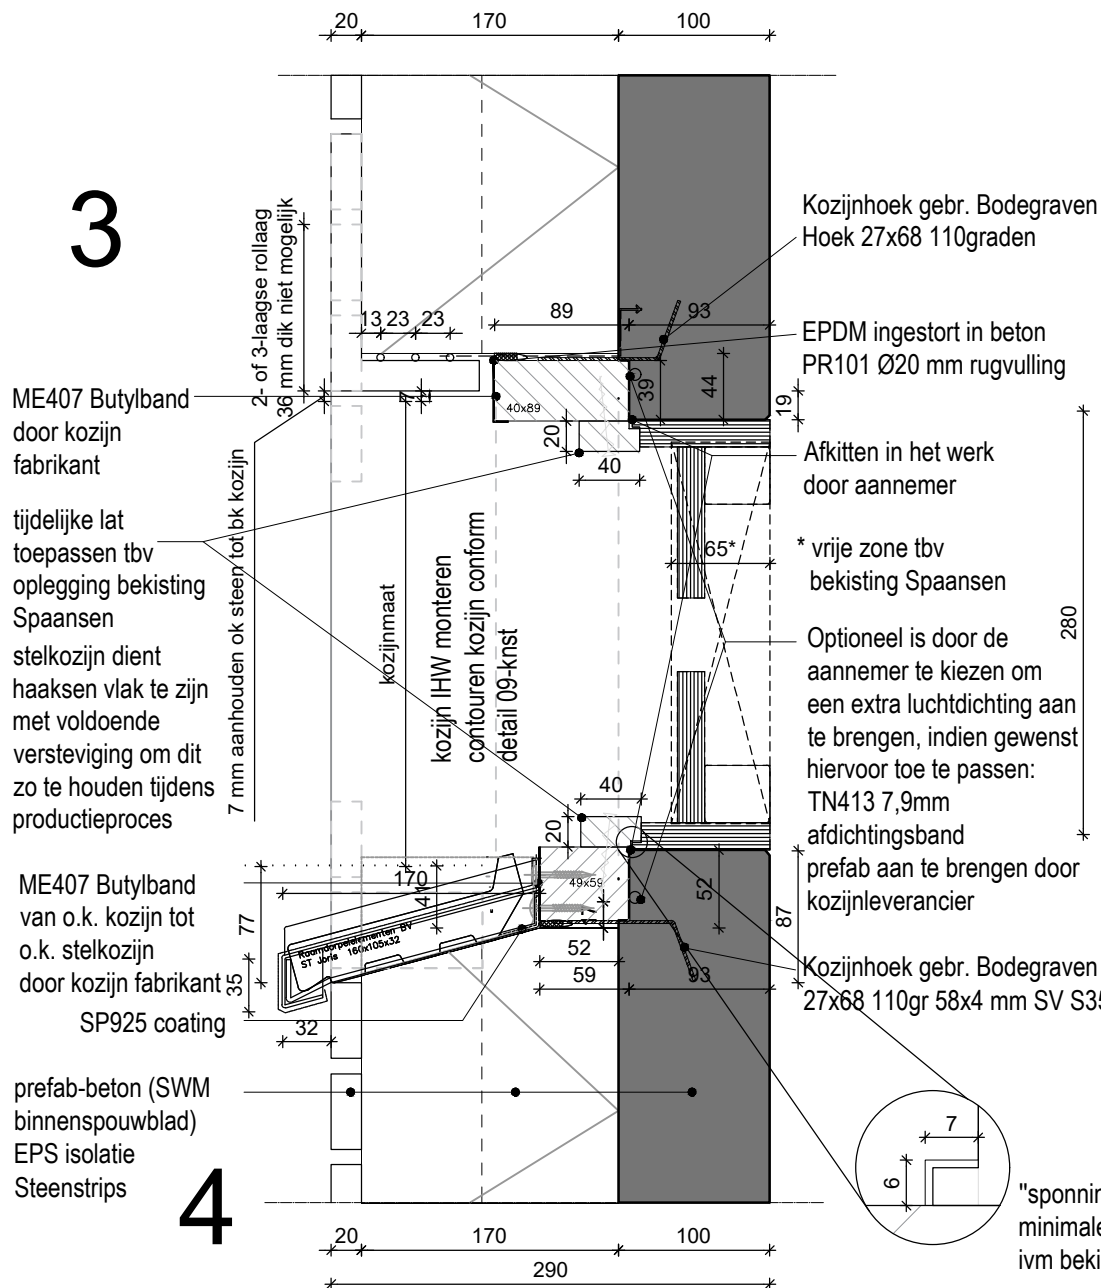 20
170
100
3
2- of 3-laagse rollaag
36 mm dik niet mogelijk
13
23
23
89
93
39
44
19
40x89
20
40
Kozijnhoek gebr. Bodegraven
Hoek 27x68 110graden
EPDM ingestort in beton
PR101 Ø20 mm rugvulling
ME407 Butylband
door kozijn
fabrikant
Afkitten in het werk
door aannemer
tijdelijke lat
toepassen tbv
oplegging bekisting
Spaansen
65*
* vrije zone tbv
bekisting Spaansen
280
7 mm aanhouden ok steen tot bk kozijn
kozijnmaat
kozijn IHW monteren
contouren kozijn conform
detail 09-knst
stelkozijn dient
haaksen vlak te zijn
met voldoende
versteviging om dit
zo te houden tijdens
productieproces
Optioneel is door de
aannemer te kiezen om
een extra luchtdichting aan
te brengen, indien gewenst
hiervoor toe te passen:
TN413 7,9mm
afdichtingsband
prefab aan te brengen door
kozijnleverancier
40
20
170
41
49x59
52
87
77
35
32
Raamdorpelelementen BV
ST Joris 160x105x32
52
59
93
ME407 Butylband
van o.k. kozijn tot
o.k. stelkozijn
door kozijn fabrikant
SP925 coating
Kozijnhoek gebr. Bodegraven
27x68 110gr 58x4 mm SV S35
prefab-beton (SWM
binnenspouwblad)
EPS isolatie
Steenstrips
4
7
6
"sponnin
minimale
ivm beki
20
170
100
290